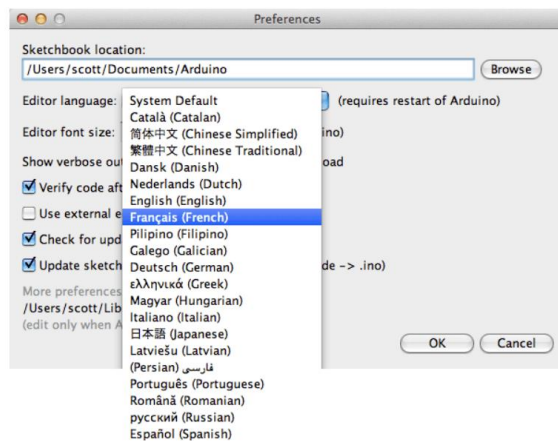 Preferences
Sketchbook location:
/Users/scott/Documents/Arduino Browse
Editor language: (requires restart of Arduino)
System Default
Català (Catalan)
简体中文 (Chinese Simplified)
繁體中文 (Chinese Traditional)
Dansk (Danish)
Nederlands (Dutch)
English (English)
Français (French)
Pilipino (Filipino)
Galego (Galician)
Deutsch (German)
ελληνικά (Greek)
Magyar (Hungarian)
Italiano (Italian)
日本語 (Japanese)
Latviešu (Latvian)
فارسی (Persian)
Português (Portuguese)
Română (Romanian)
русский (Russian)
Español (Spanish)
Editor font size: ino)
Show verbose out oad
Verify code aft
Use external e
Check for upd
Update sketch de -> .ino)
More preferences
/Users/scott/Lib
(edit only when A
OK Cancel